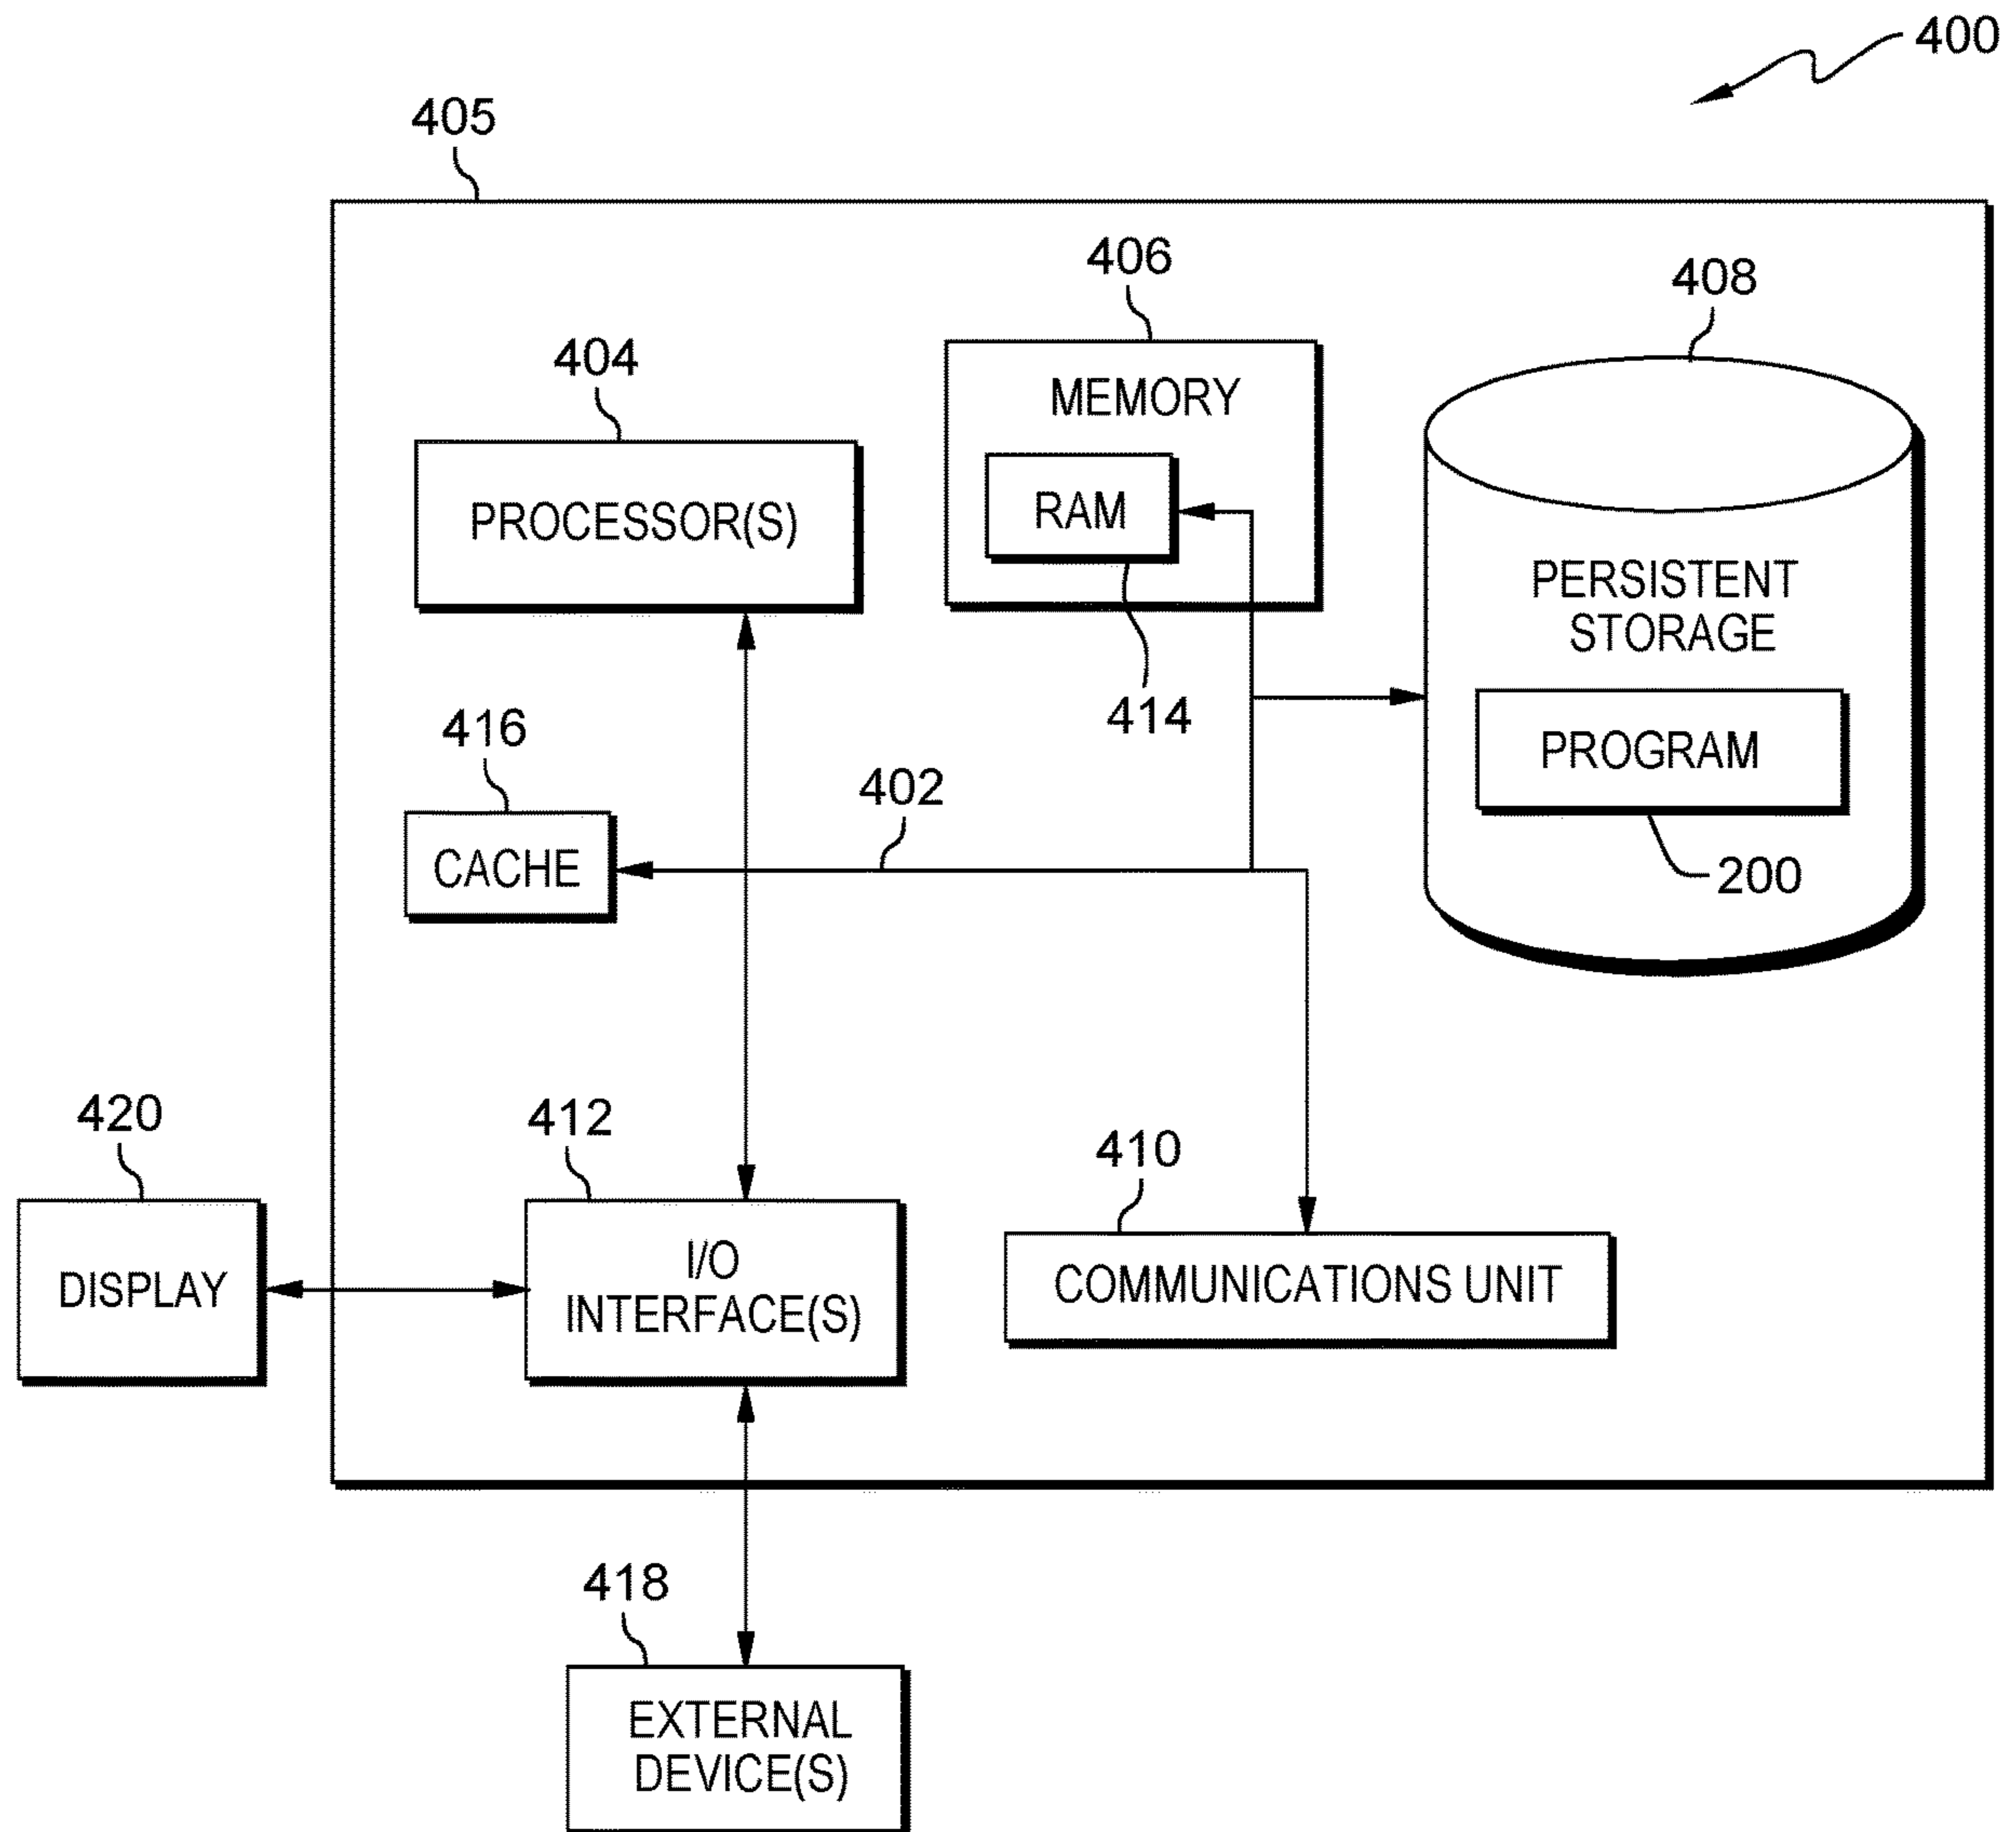 400
405
406
408
404
MEMORY
RAM
PROCESSOR(S)
PERSISTENT
STORAGE
414
416
PROGRAM
402
CACHE
200
420
412
410
DISPLAY
I/O
INTERFACE(S)
COMMUNICATIONS UNIT
418
EXTERNAL
DEVICE(S)